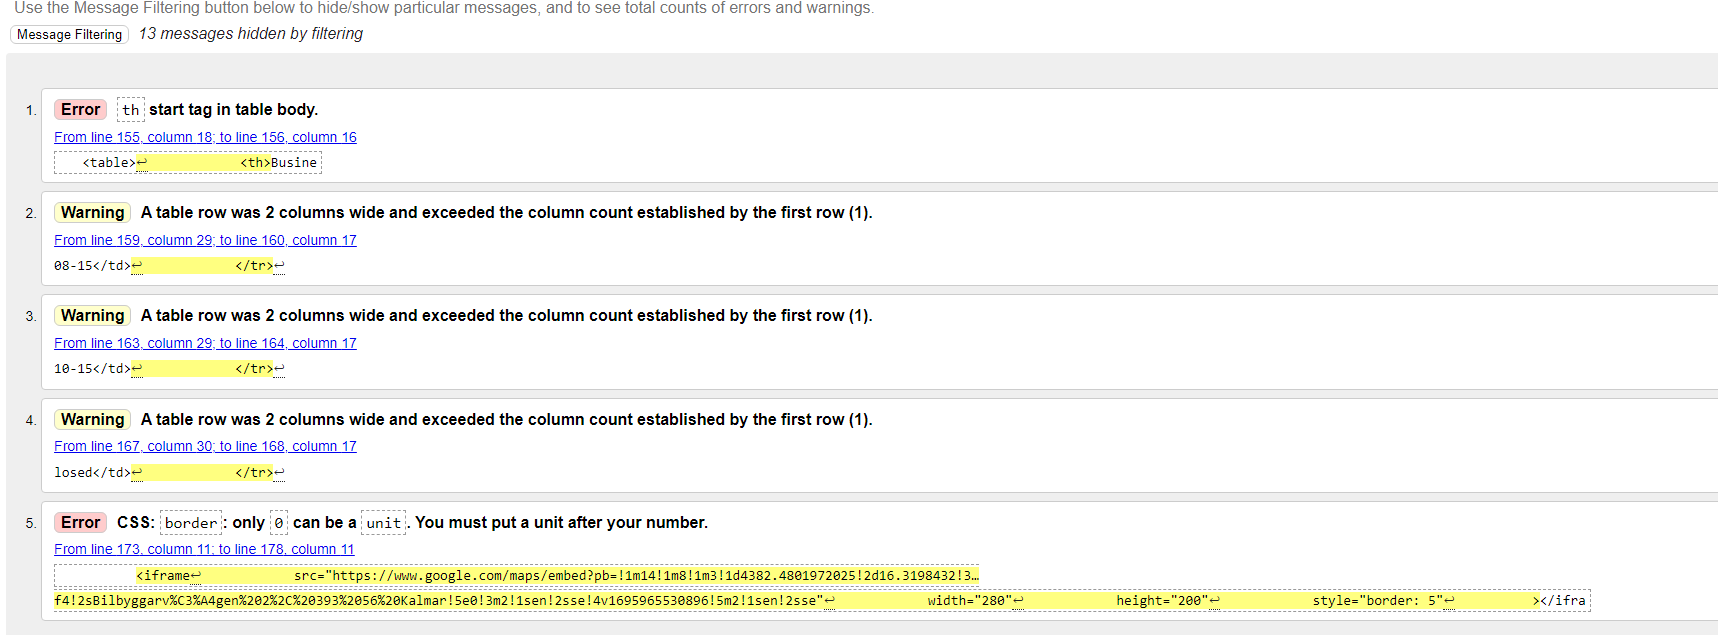 Use the Message Filtering button below to hide/show particular messages, and to see total counts of errors and warnings.
Message Filtering 13 messages hidden by filtering
1. Error th start tag in table body.
From line 155, column 18; to line 156, column 16
<table>↩ <th>Busine
2. Warning A table row was 2 columns wide and exceeded the column count established by the first row (1).
From line 159, column 29; to line 160, column 17
08-15</td>↩ </tr>↩
3. Warning A table row was 2 columns wide and exceeded the column count established by the first row (1).
From line 163, column 29; to line 164, column 17
10-15</td>↩ </tr>↩
4. Warning A table row was 2 columns wide and exceeded the column count established by the first row (1).
From line 167, column 30; to line 168, column 17
losed</td>↩ </tr>↩
5. Error CSS: border: only 0 can be a unit. You must put a unit after your number.
From line 173, column 11; to line 178, column 11
<iframe↩ src="https://www.google.com/maps/embed?pb=!1m14!1m8!1m3!1d4382.4801972025!2d16.3198432!3…
f4!2sBilbyggarv%C3%A4gen%202%2C%20393%2056%20Kalmar!5e0!3m2!1sen!2sse!4v1695965530896!5m2!1sen!2sse"↩ width="280"↩ height="200"↩ style="border: 5"↩ ></ifra